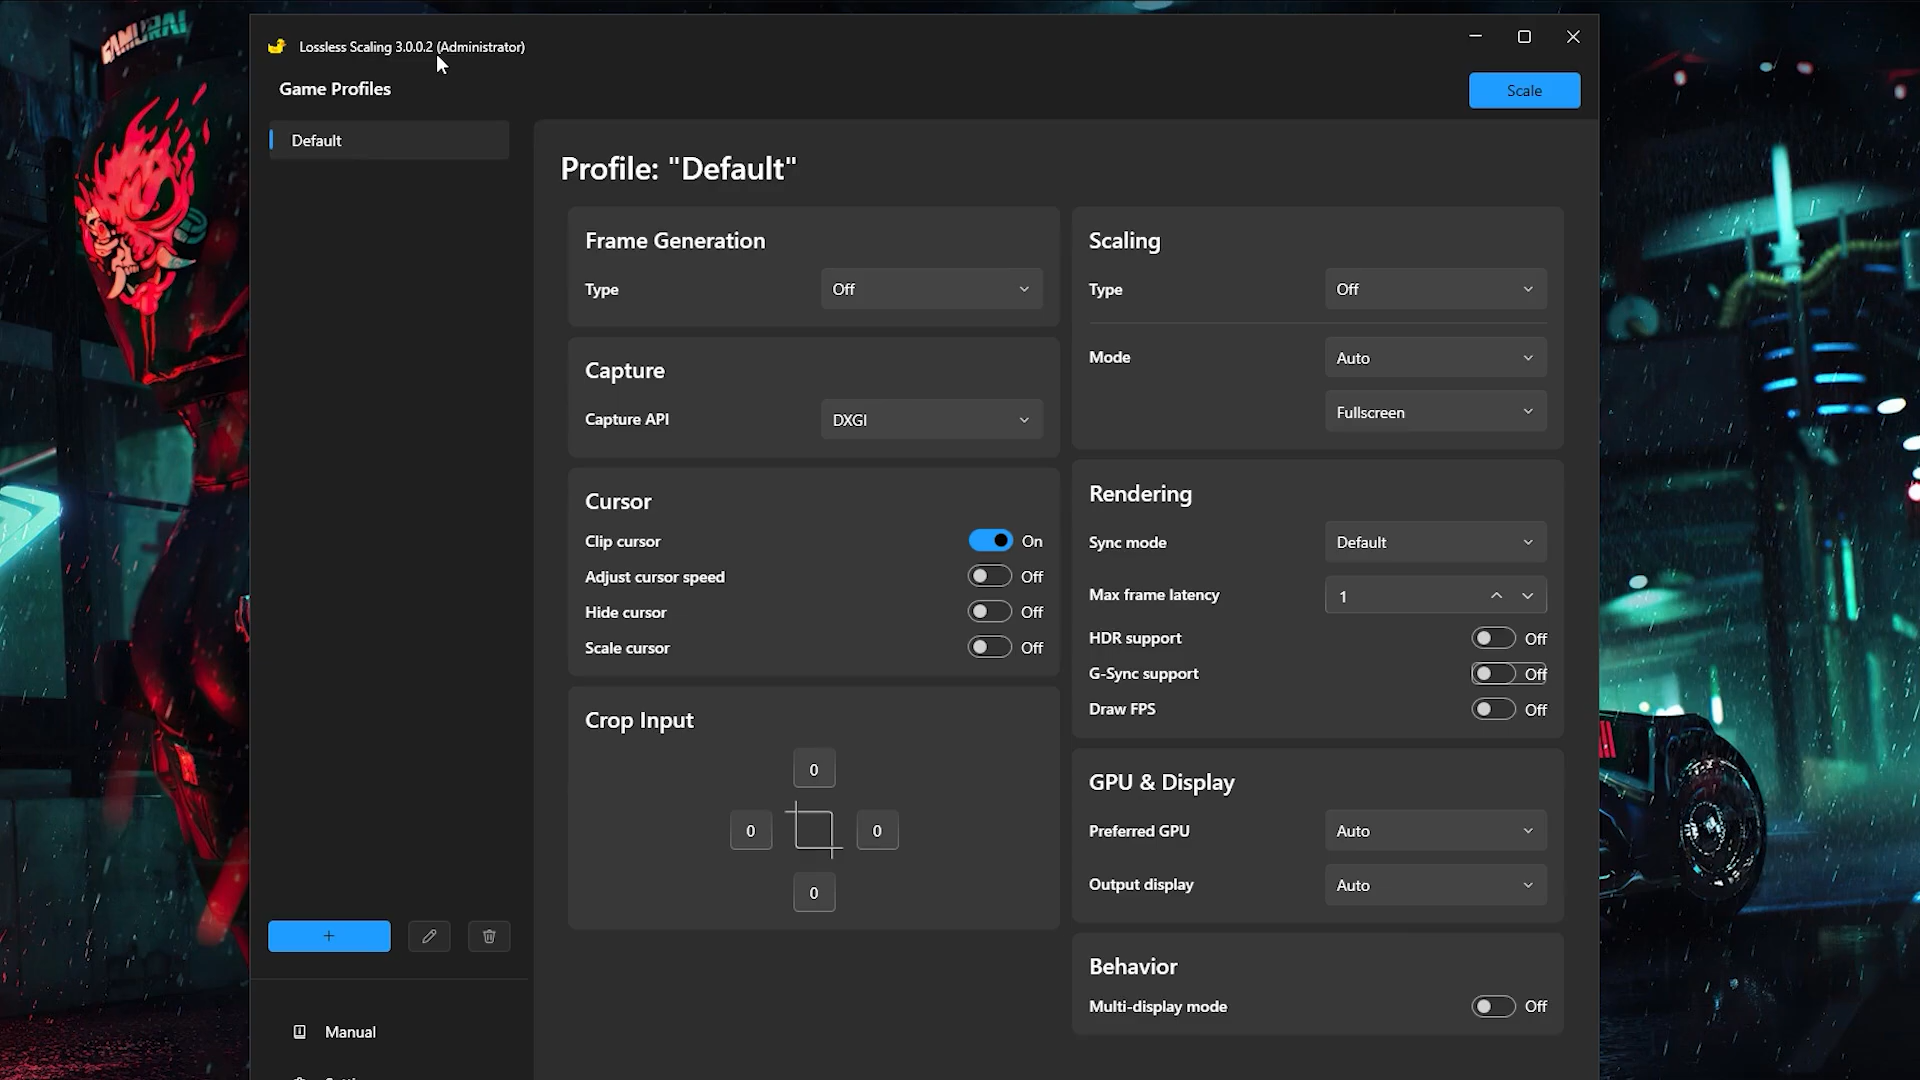 SAMURAI
Lossless Scaling 3.0.0.2 (Administrator)
Game Profiles
Scale
Default
Profile: "Default"
Frame Generation
Type
Off
Capture
Capture API
DXGI
Cursor
Clip cursor
On
Adjust cursor speed
Off
Hide cursor
Off
Scale cursor
Off
Crop Input
0
0
0
0
Scaling
Type
Off
Mode
Auto
Fullscreen
Rendering
Sync mode
Default
Max frame latency
1
HDR support
Off
G-Sync support
Off
Draw FPS
Off
GPU & Display
Preferred GPU
Auto
Output display
Auto
Behavior
Multi-display mode
Off
+
Manual